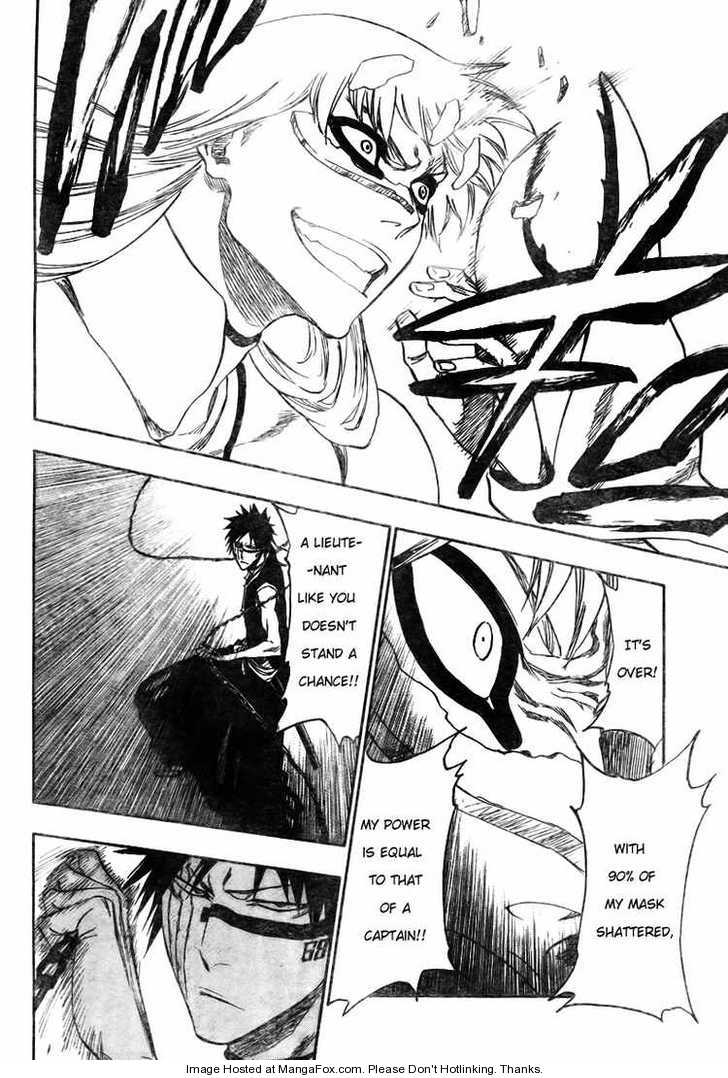 IT'S
OVER!
WITH
90% OF
MY MASK
SHATTERED,
MY POWER
IS EQUAL
TO THAT
OF A
CAPTAIN!!
A LIEUTE-
-NANT
LIKE YOU
DOESN'T
STAND A
CHANCE!!
69
Image Hosted at MangaFox.com. Please Don't Hotlinking. Thanks.